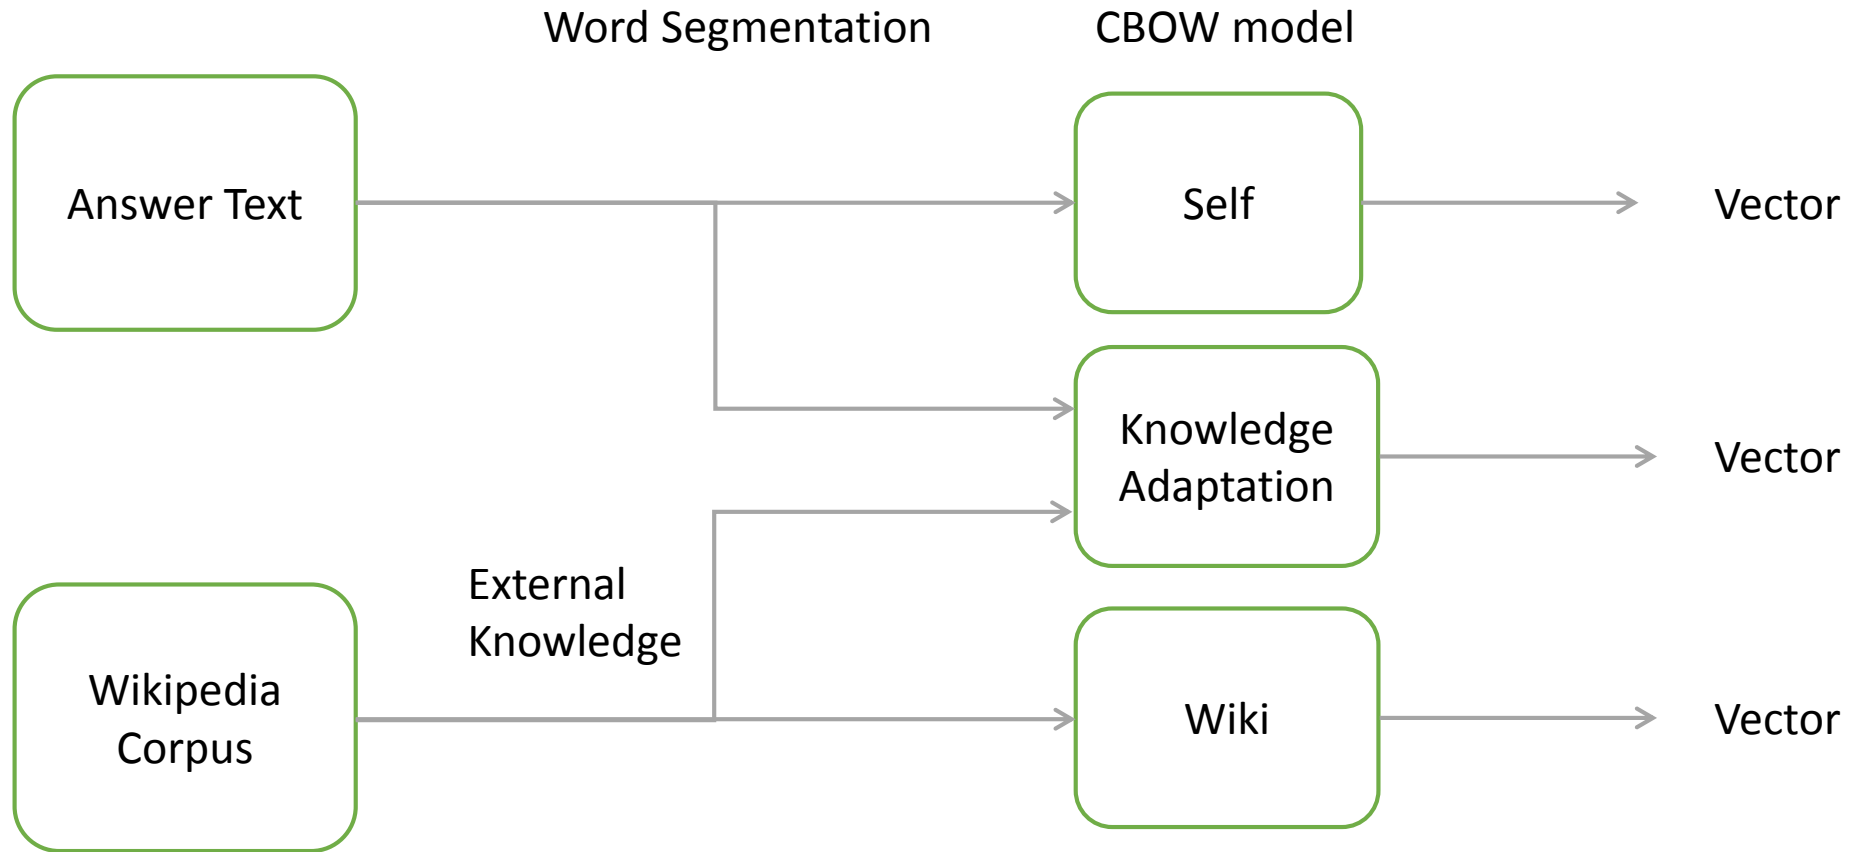 Word Segmentation
CBOW model
Answer Text
Self
Vector
Knowledge
Adaptation
Vector
External
Knowledge
Wikipedia
Corpus
Wiki
Vector